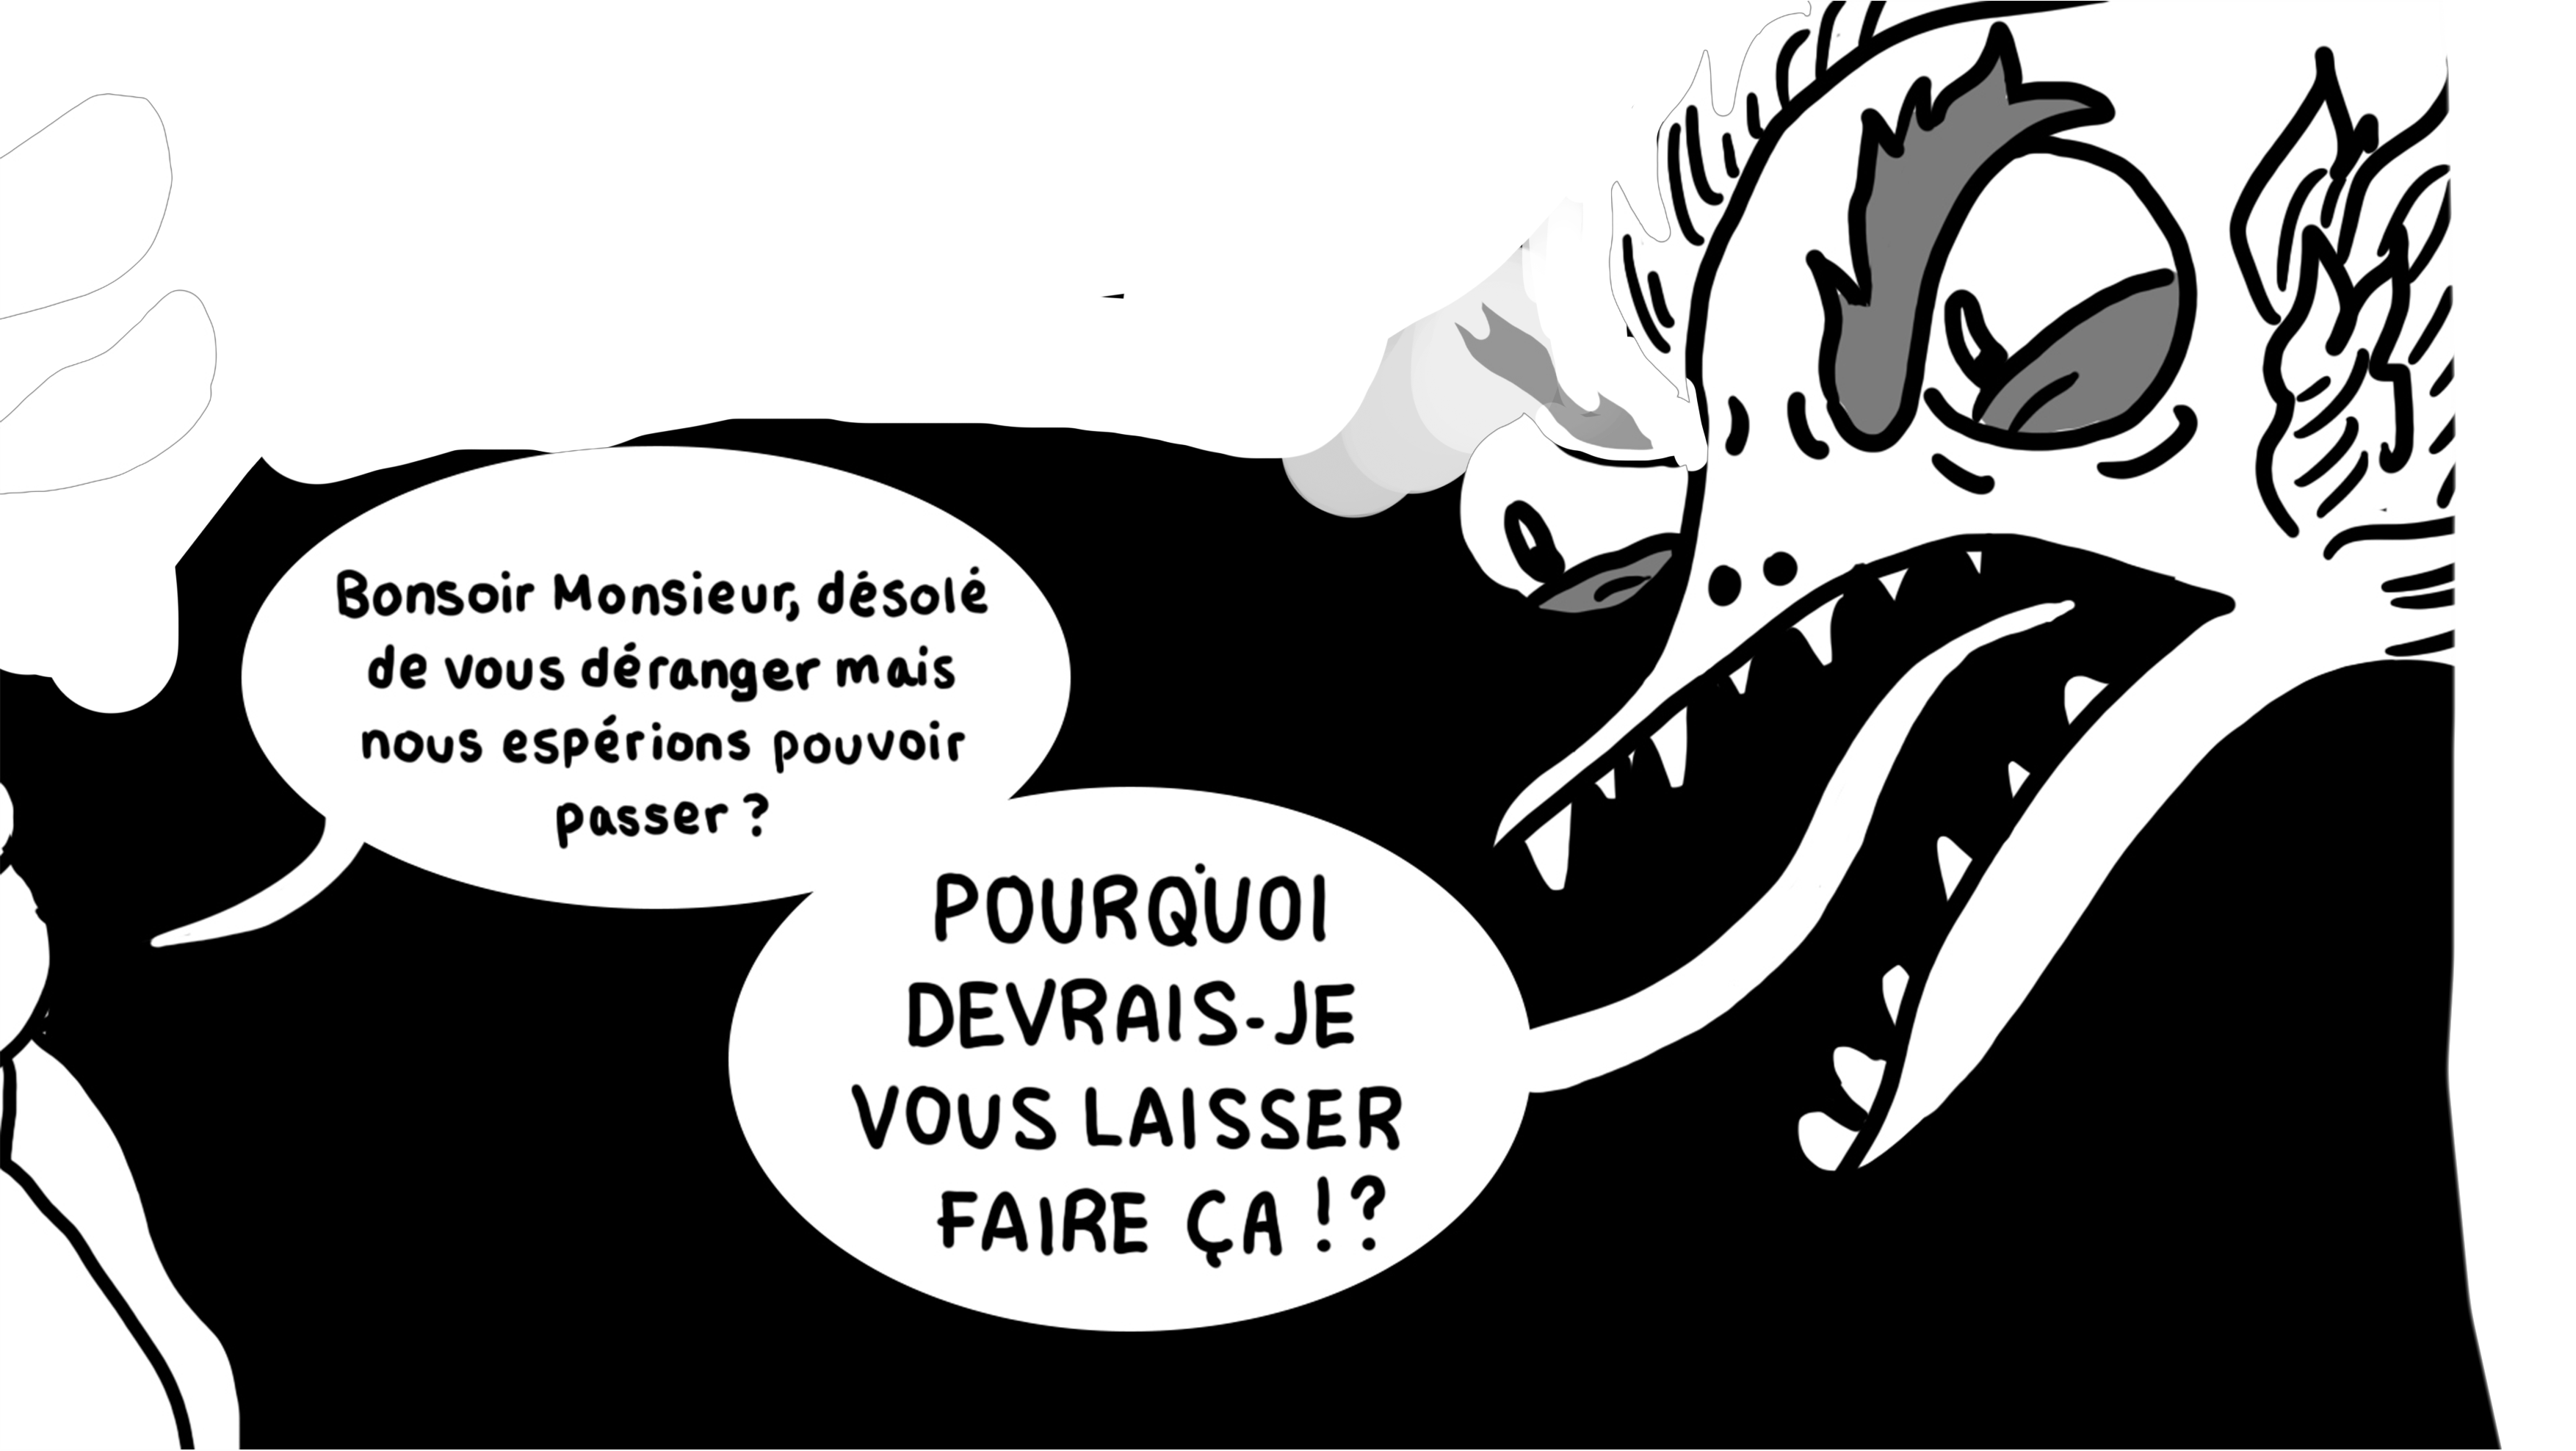 Bonsoir Monsieur, désolé
de vous déranger mais
nous espérions pouvoir
passer ?
POURQUOI
DEVRAIS-JE
VOUS LAISSER
FAIRE ÇA !?